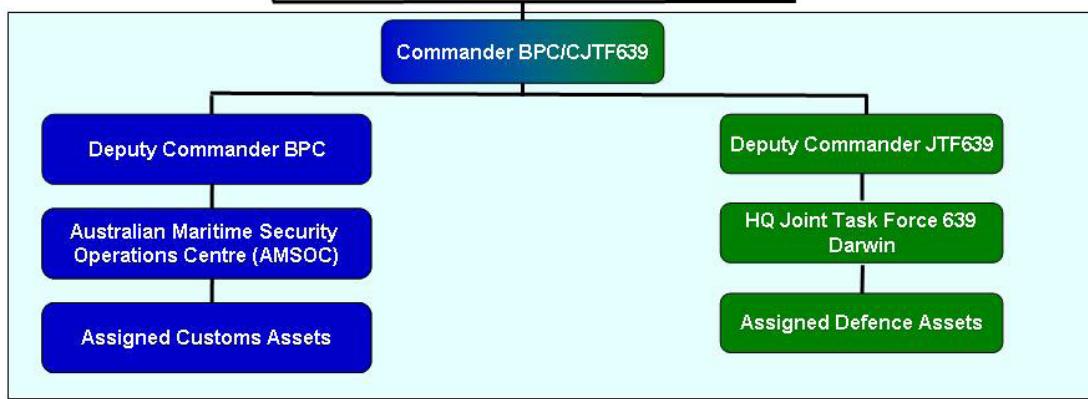 Commander BPC/CJTF639
Deputy Commander BPC
Deputy Commander JTF639
Australian Maritime Security
Operations Centre (AMSOC)
HQ Joint Task Force 639
Darwin
Assigned Customs Assets
Assigned Defence Assets